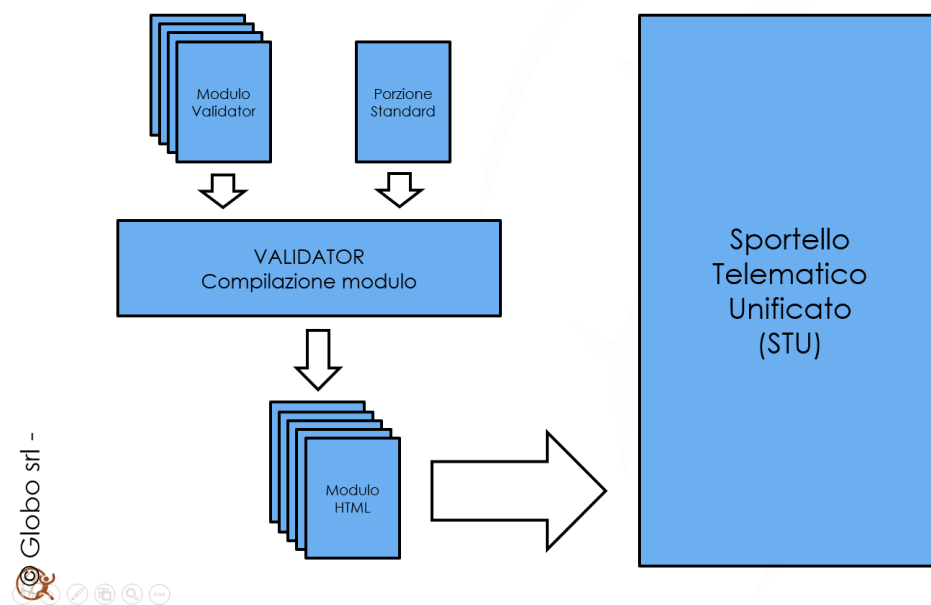 Modulo
Validator
Porzione
Standard
VALIDATOR
Compilazione modulo
Modulo
HTML
Sportello
Telematico
Unificato
(STU)
© Globo srl -